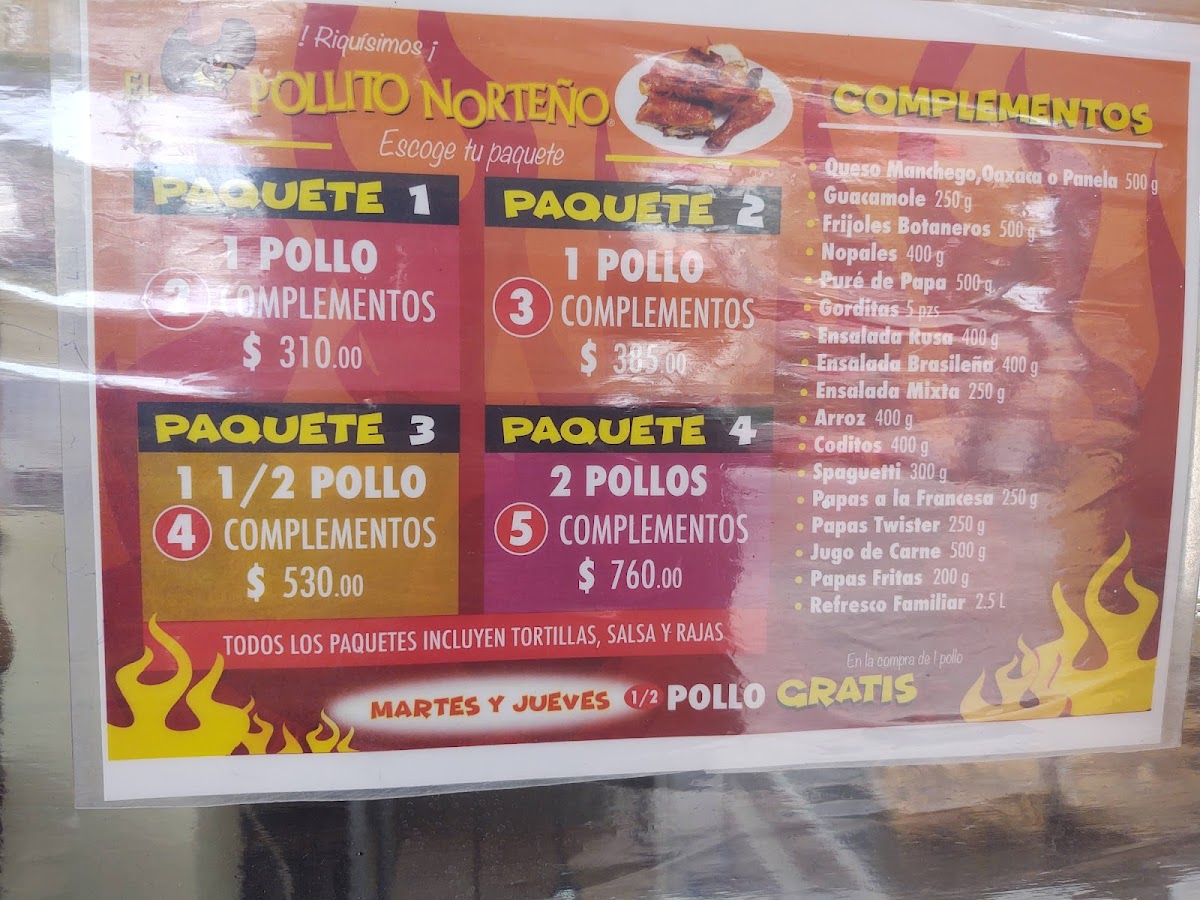 ! Riquísimos ¡
EL POLLITO NORTEÑO®
Escoge tu paquete
PAQUETE 1
1 POLLO
2 COMPLEMENTOS
$ 310.00
PAQUETE 2
1 POLLO
3 COMPLEMENTOS
$ 385.00
PAQUETE 3
1 1/2 POLLO
4 COMPLEMENTOS
$ 530.00
PAQUETE 4
2 POLLOS
5 COMPLEMENTOS
$ 760.00
TODOS LOS PAQUETES INCLUYEN TORTILLAS, SALSA Y RAJAS
COMPLEMENTOS
• Queso Manchego,Oaxaca o Panela 500 g
• Guacamole 250 g
• Frijoles Botaneros 500 g
• Nopales 400 g
• Puré de Papa 500 g
• Gorditas 5 pzs
• Ensalada Rusa 400 g
• Ensalada Brasileña 400 g
• Ensalada Mixta 250 g
• Arroz 400 g
• Coditos 400 g
• Spaguetti 300 g
• Papas a la Francesa 250 g
• Papas Twister 250 g
• Jugo de Carne 500 g
• Papas Fritas 200 g
• Refresco Familiar 2.5 L
En la compra de 1 pollo
MARTES Y JUEVES 1/2 POLLO GRATIS